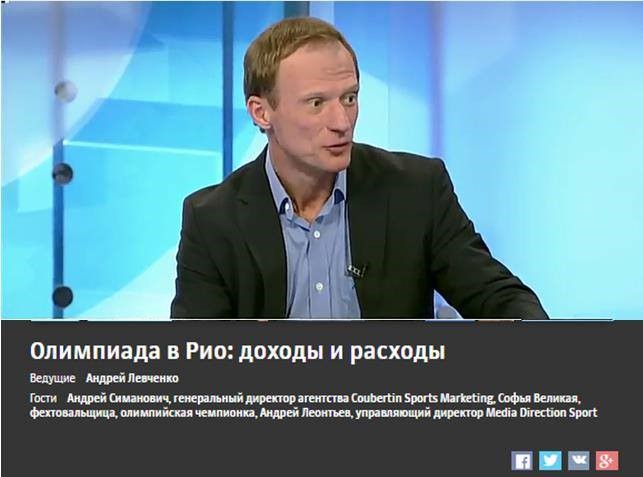 Олимпиада в Рио: доходы и расходы
Ведущие Андрей Левченко
Гости Андрей Симанович, генеральный директор агентства Coubertin Sports Marketing, Софья Великая,
фехтовальщица, олимпийская чемпионка, Андрей Леонтьев, управляющий директор Media Direction Sport